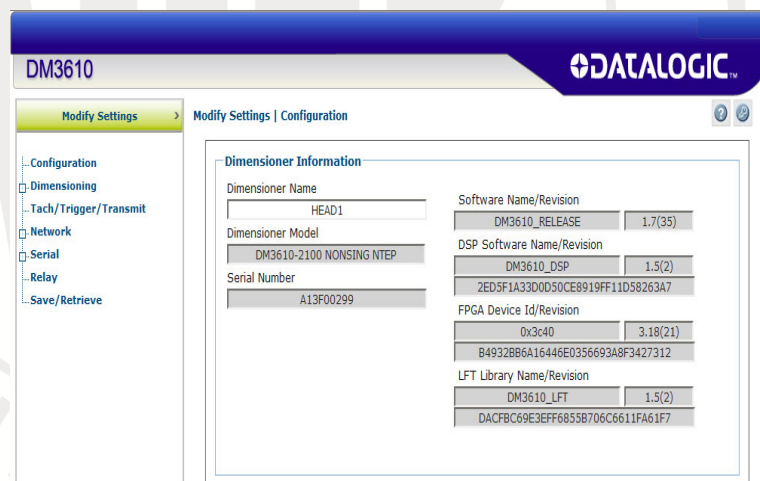 DM3610
DATALOGIC™
Modify Settings >
Modify Settings | Configuration
Configuration
Dimensioning
Tach/Trigger/Transmit
Network
Serial
Relay
Save/Retrieve
Dimensioner Information
Dimensioner Name
HEAD1
Dimensioner Model
DM3610-2100 NONSING NTEP
Serial Number
A13F00299
Software Name/Revision
DM3610_RELEASE 1.7(35)
DSP Software Name/Revision
DM3610_DSP 1.5(2)
2ED5F1A33D0D50CE8919FF11D58263A7
FPGA Device Id/Revision
0x3c40 3.18(21)
B4932BB6A16446E0356693A8F3427312
LFT Library Name/Revision
DM3610_LFT 1.5(2)
DACFBC69E3EFF6855B706C6611FA61F7